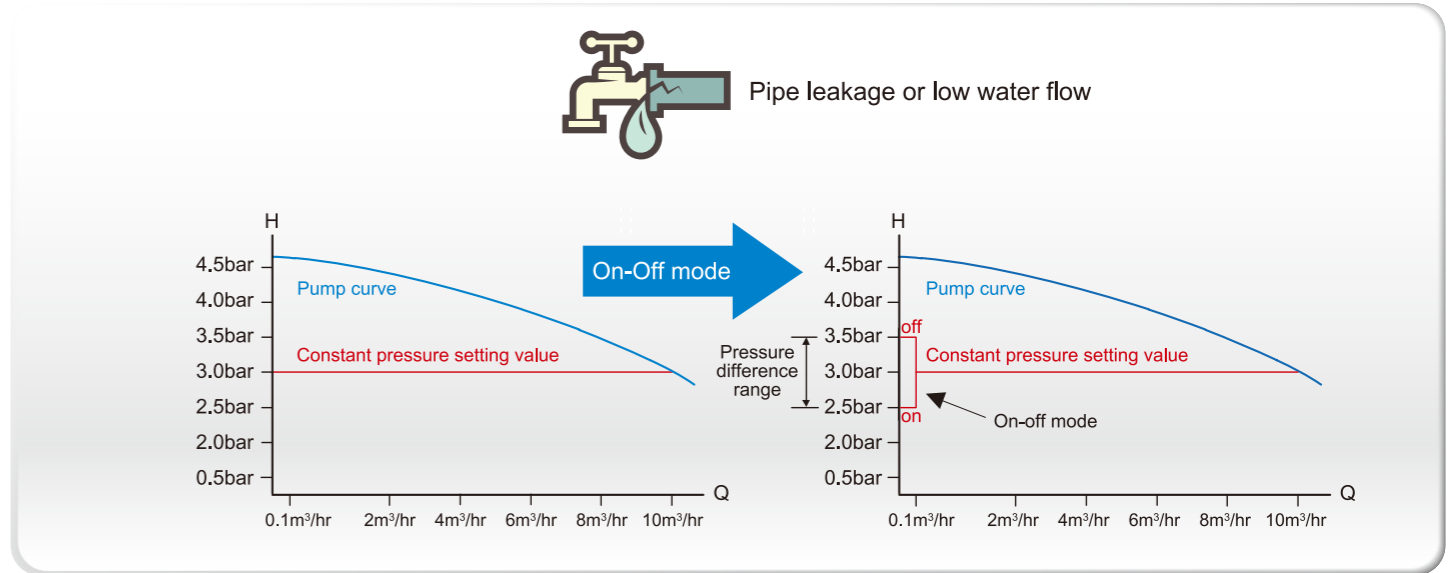 Pipe leakage or low water flow
H
4.5bar
4.0bar
3.5bar
3.0bar
2.5bar
2.0bar
0.5bar
Pump curve
Constant pressure setting value
0.1m³/hr 2m³/hr 4m³/hr 6m³/hr 8m³/hr 10m³/hr
Q
On-Off mode
H
4.5bar
4.0bar
3.5bar
3.0bar
2.5bar
2.0bar
0.5bar
Pressure
difference
range
Pump curve
off
Constant pressure setting value
on
On-off mode
0.1m³/hr 2m³/hr 4m³/hr 6m³/hr 8m³/hr 10m³/hr
Q